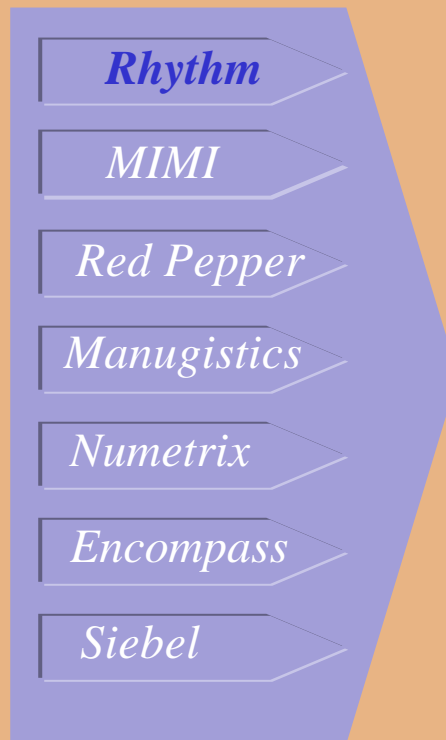 Rhythm
MIMI
Red Pepper
Manugistics
Numetrix
Encompass
Siebel